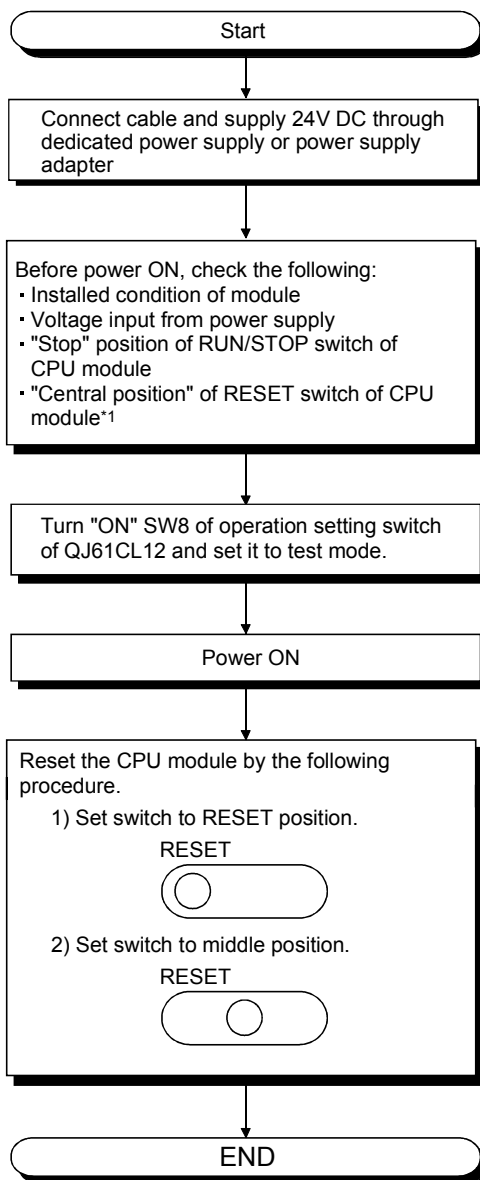 Start
Connect cable and supply 24V DC through
dedicated power supply or power supply
adapter
Before power ON, check the following:
· Installed condition of module
· Voltage input from power supply
· "Stop" position of RUN/STOP switch of
CPU module
· "Central position" of RESET switch of CPU
module*1
Turn "ON" SW8 of operation setting switch
of QJ61CL12 and set it to test mode.
Power ON
Reset the CPU module by the following
procedure.
1) Set switch to RESET position.
RESET
2) Set switch to middle position.
RESET
END